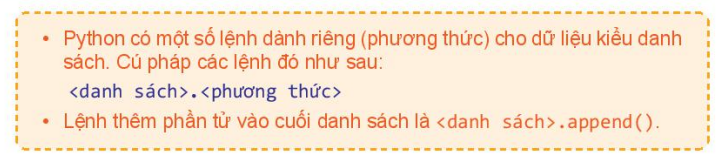 • Python có một số lệnh dành riêng (phương thức) cho dữ liệu kiểu danh
sách. Cú pháp các lệnh đó như sau:
<danh sách>.<phương thức>
• Lệnh thêm phần tử vào cuối danh sách là <danh sách>.append().